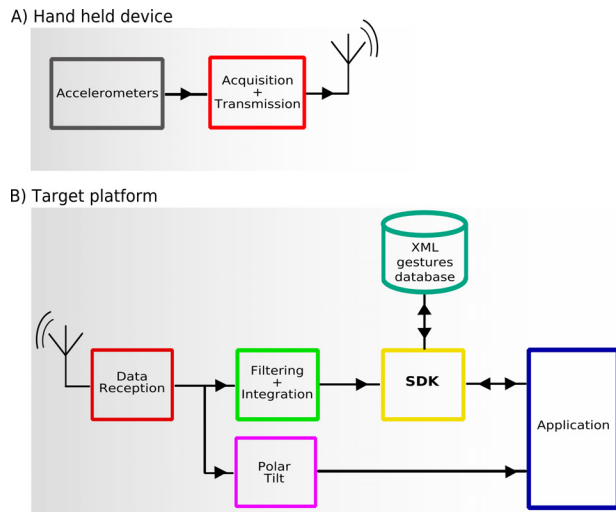 A) Hand held device
Accelerometers
Acquisition
+
Transmission
B) Target platform
XML
gestures
database
Data
Reception
Filtering
+
Integration
SDK
Application
Polar
Tilt